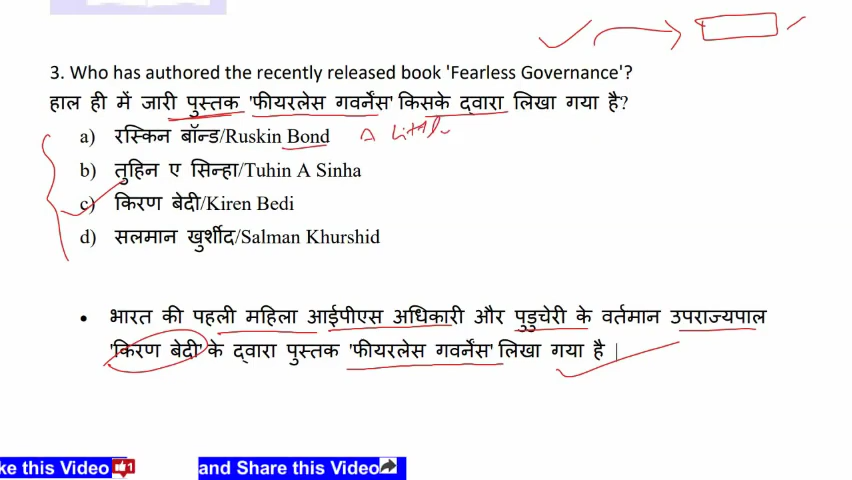 3. Who has authored the recently released book 'Fearless Governance'?
हाल ही में जारी पुस्तक 'फीयरलेस गवर्नेंस' किसके द्वारा लिखा गया है?
a) रस्किन बॉन्ड/Ruskin Bond A Little
b) तुहिन ए सिन्हा/Tuhin A Sinha
c) किरण बेदी/Kiren Bedi
d) सलमान खुर्शीद/Salman Khurshid
• भारत की पहली महिला आईपीएस अधिकारी और पुडुचेरी के वर्तमान उपराज्यपाल
'किरण बेदी' के द्वारा पुस्तक 'फीयरलेस गवर्नेंस' लिखा गया है
ke this Video and Share this Video